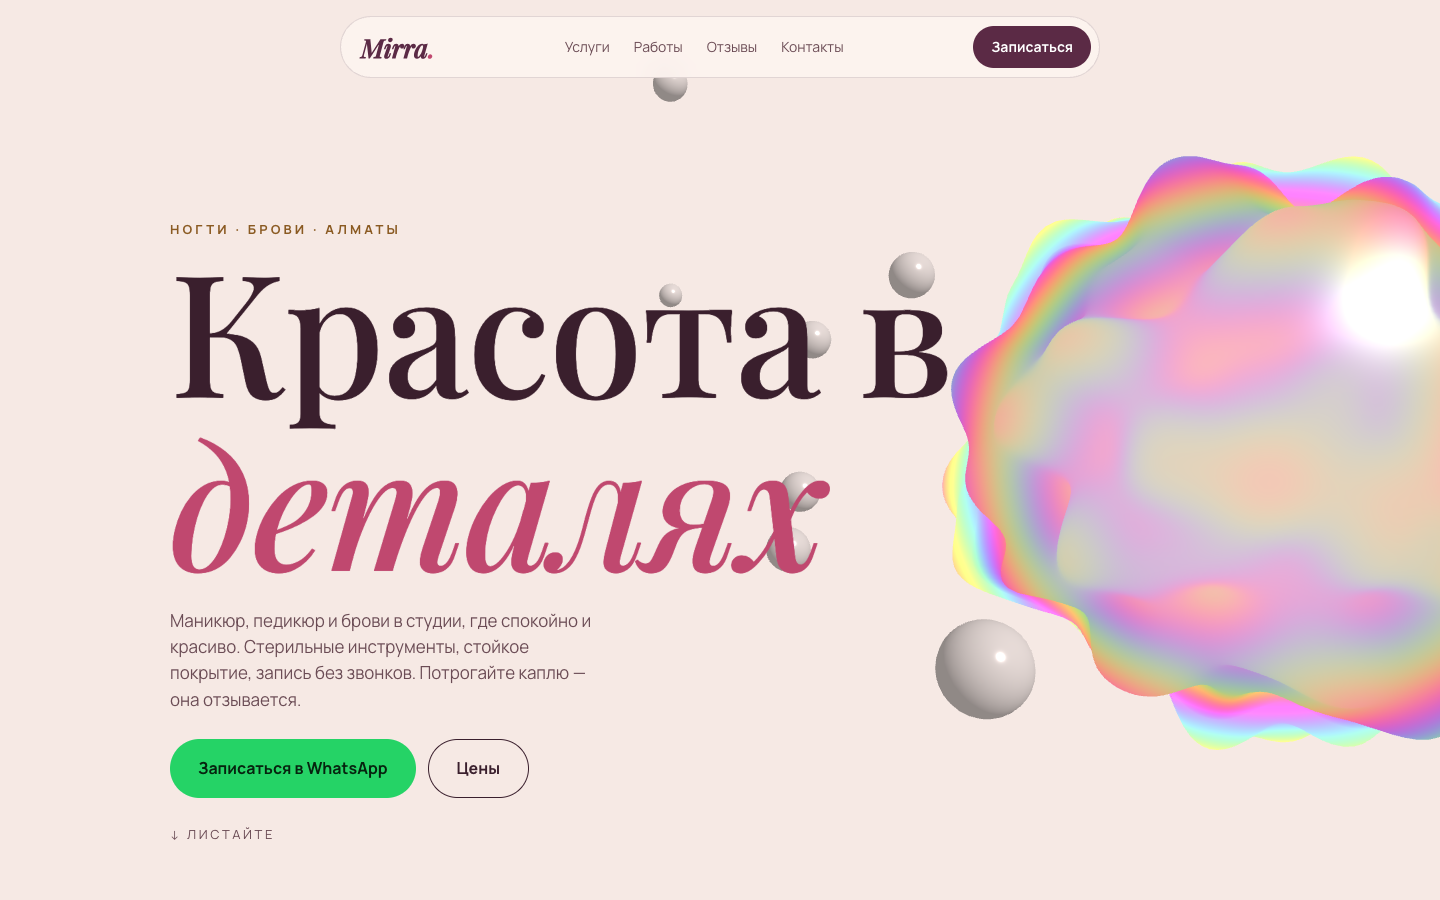 Mirra.
Услуги
Работы
Отзывы
Контакты
Записаться
НОГТИ · БРОВИ · АЛМАТЫ
Красота в
деталях
Маникюр, педикюр и брови в студии, где спокойно и
красиво. Стерильные инструменты, стойкое
покрытие, запись без звонков. Потрогайте каплю —
она отзывается.
Записаться в WhatsApp
Цены
↓ ЛИСТАЙТЕ